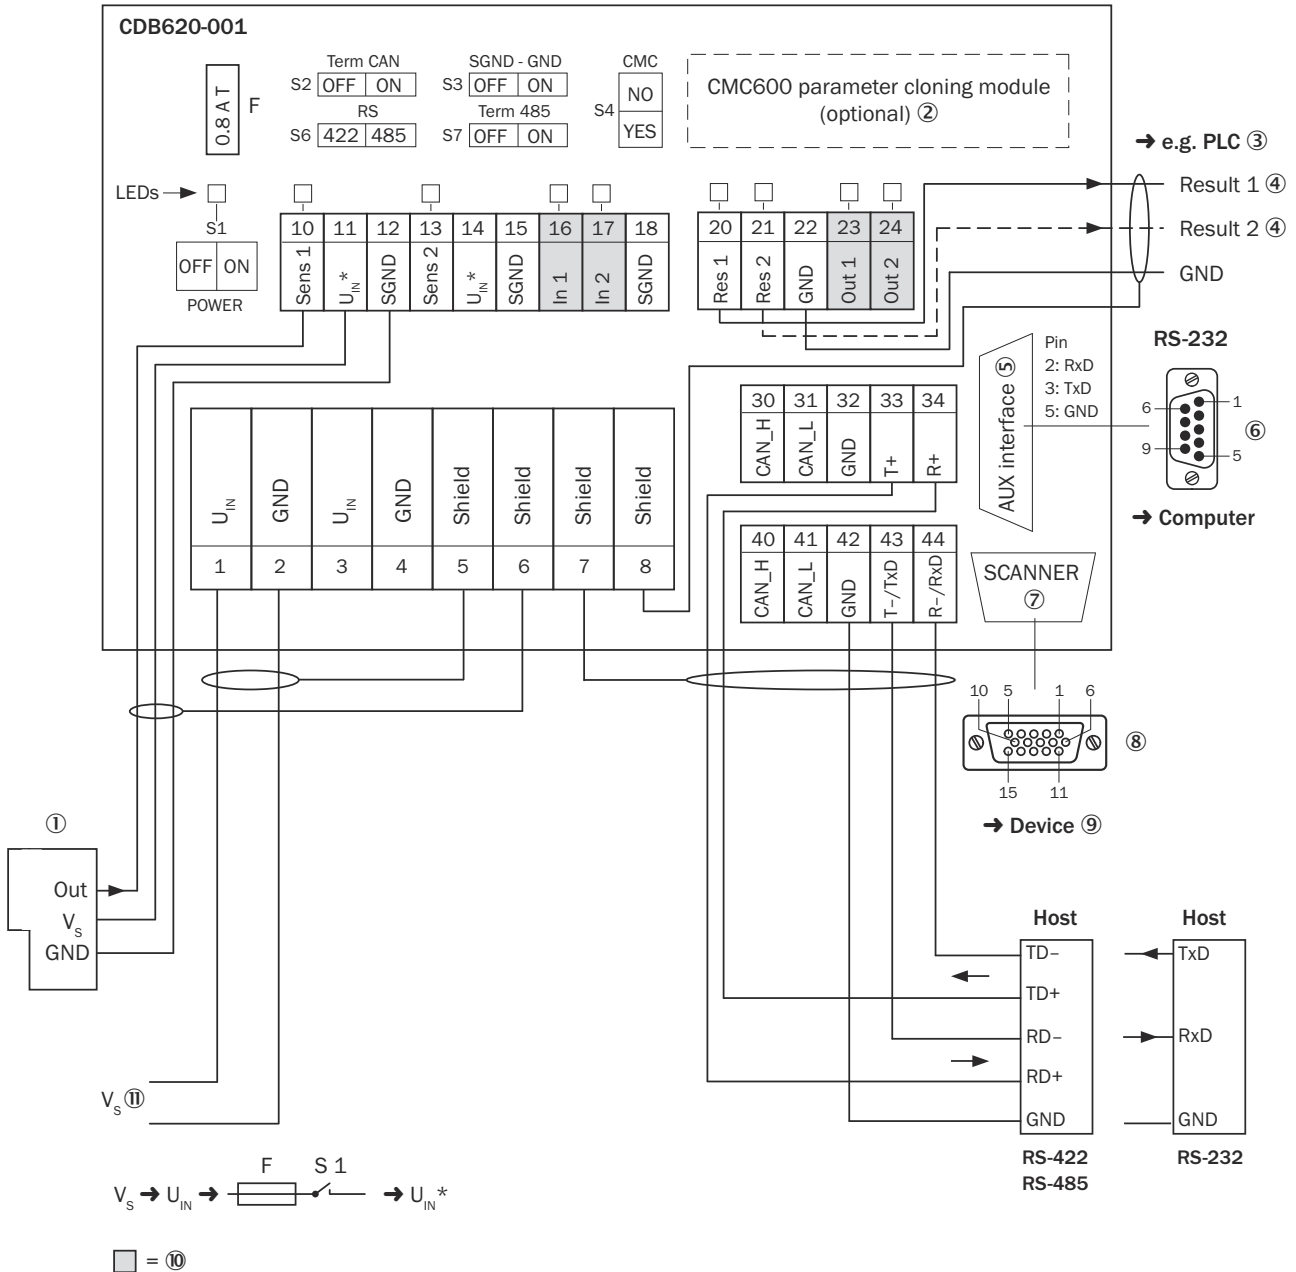 CDB620-001
Term CAN
S2 OFF ON
SGND - GND
S3 OFF ON
CMC
S4 NO YES
0.8 A T
F
RS
S6 422 485
Term 485
S7 OFF ON
CMC600 parameter cloning module
(optional) ②
➔ e.g. PLC ③
LEDs
S1
OFF ON
POWER
10 11 12 13 14 15 16 17 18
Sens 1 U_IN* SGND Sens 2 U_IN* SGND In 1 In 2 SGND
20 21 22 23 24
Res 1 Res 2 GND Out 1 Out 2
Result 1 ④
Result 2 ④
GND
RS-232
Pin
2: RxD
3: TxD
5: GND
AUX interface ⑤
6 1
9 5
⑥
➔ Computer
30 31 32 33 34
CAN_H CAN_L GND T+ R+
U_IN GND U_IN GND Shield Shield Shield Shield
1 2 3 4 5 6 7 8
40 41 42 43 44
CAN_H CAN_L GND T–/TxD R–/RxD
SCANNER
⑦
10 5 1 6
⑧
15 11
➔ Device ⑨
①
Out
V_S
GND
Host
TD–
TD+
RD–
RD+
GND
RS-422
RS-485
Host
TxD
RxD
GND
RS-232
V_S ⑪
F S 1
V_S ➔ U_IN ➔ ➔ U_IN*
= ⑩